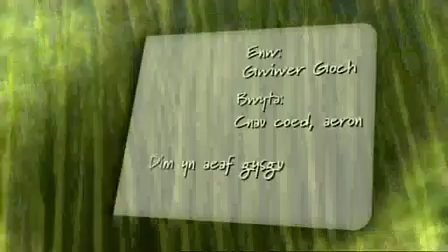 Enw:
Gwiwer Goch
Bwyta:
Cnau coed, aeron
Dim yn aeaf gysgu